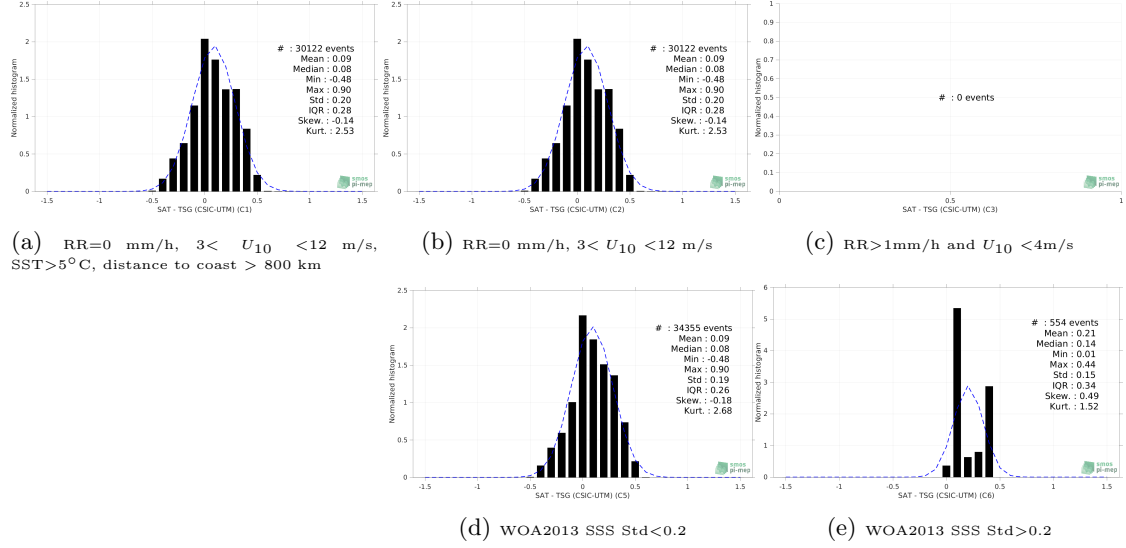 2.5
2
1.5
1
0.5
0
Normalized histogram
# : 30122 events
Mean : 0.09
Median : 0.08
Min : -0.48
Max : 0.90
Std : 0.20
IQR : 0.28
Skew. : -0.14
Kurt. : 2.53
smos
pi-mep
-1.5 -1 -0.5 0 0.5 1 1.5
SAT - TSG (CSIC-UTM) (C1)
(a) RR=0 mm/h, 3< U10 <12 m/s,
SST>5°C, distance to coast > 800 km
2.5
2
1.5
1
0.5
0
Normalized histogram
# : 30122 events
Mean : 0.09
Median : 0.08
Min : -0.48
Max : 0.90
Std : 0.20
IQR : 0.28
Skew. : -0.14
Kurt. : 2.53
smos
pi-mep
-1.5 -1 -0.5 0 0.5 1 1.5
SAT - TSG (CSIC-UTM) (C2)
(b) RR=0 mm/h, 3< U10 <12 m/s
1
0.9
0.8
0.7
0.6
0.5
0.4
0.3
0.2
0.1
0
Normalized histogram
# : 0 events
smos
pi-mep
0 0.5 1
SAT - TSG (CSIC-UTM) (C3)
(c) RR>1mm/h and U10 <4m/s
2.5
2
1.5
1
0.5
0
Normalized histogram
# : 34355 events
Mean : 0.09
Median : 0.08
Min : -0.48
Max : 0.90
Std : 0.19
IQR : 0.26
Skew. : -0.18
Kurt. : 2.68
smos
pi-mep
-1.5 -1 -0.5 0 0.5 1 1.5
SAT - TSG (CSIC-UTM) (C5)
(d) WOA2013 SSS Std<0.2
6
5
4
3
2
1
0
Normalized histogram
# : 554 events
Mean : 0.21
Median : 0.14
Min : 0.01
Max : 0.44
Std : 0.15
IQR : 0.34
Skew. : 0.49
Kurt. : 1.52
smos
pi-mep
-1.5 -1 -0.5 0 0.5 1 1.5
SAT - TSG (CSIC-UTM) (C6)
(e) WOA2013 SSS Std>0.2